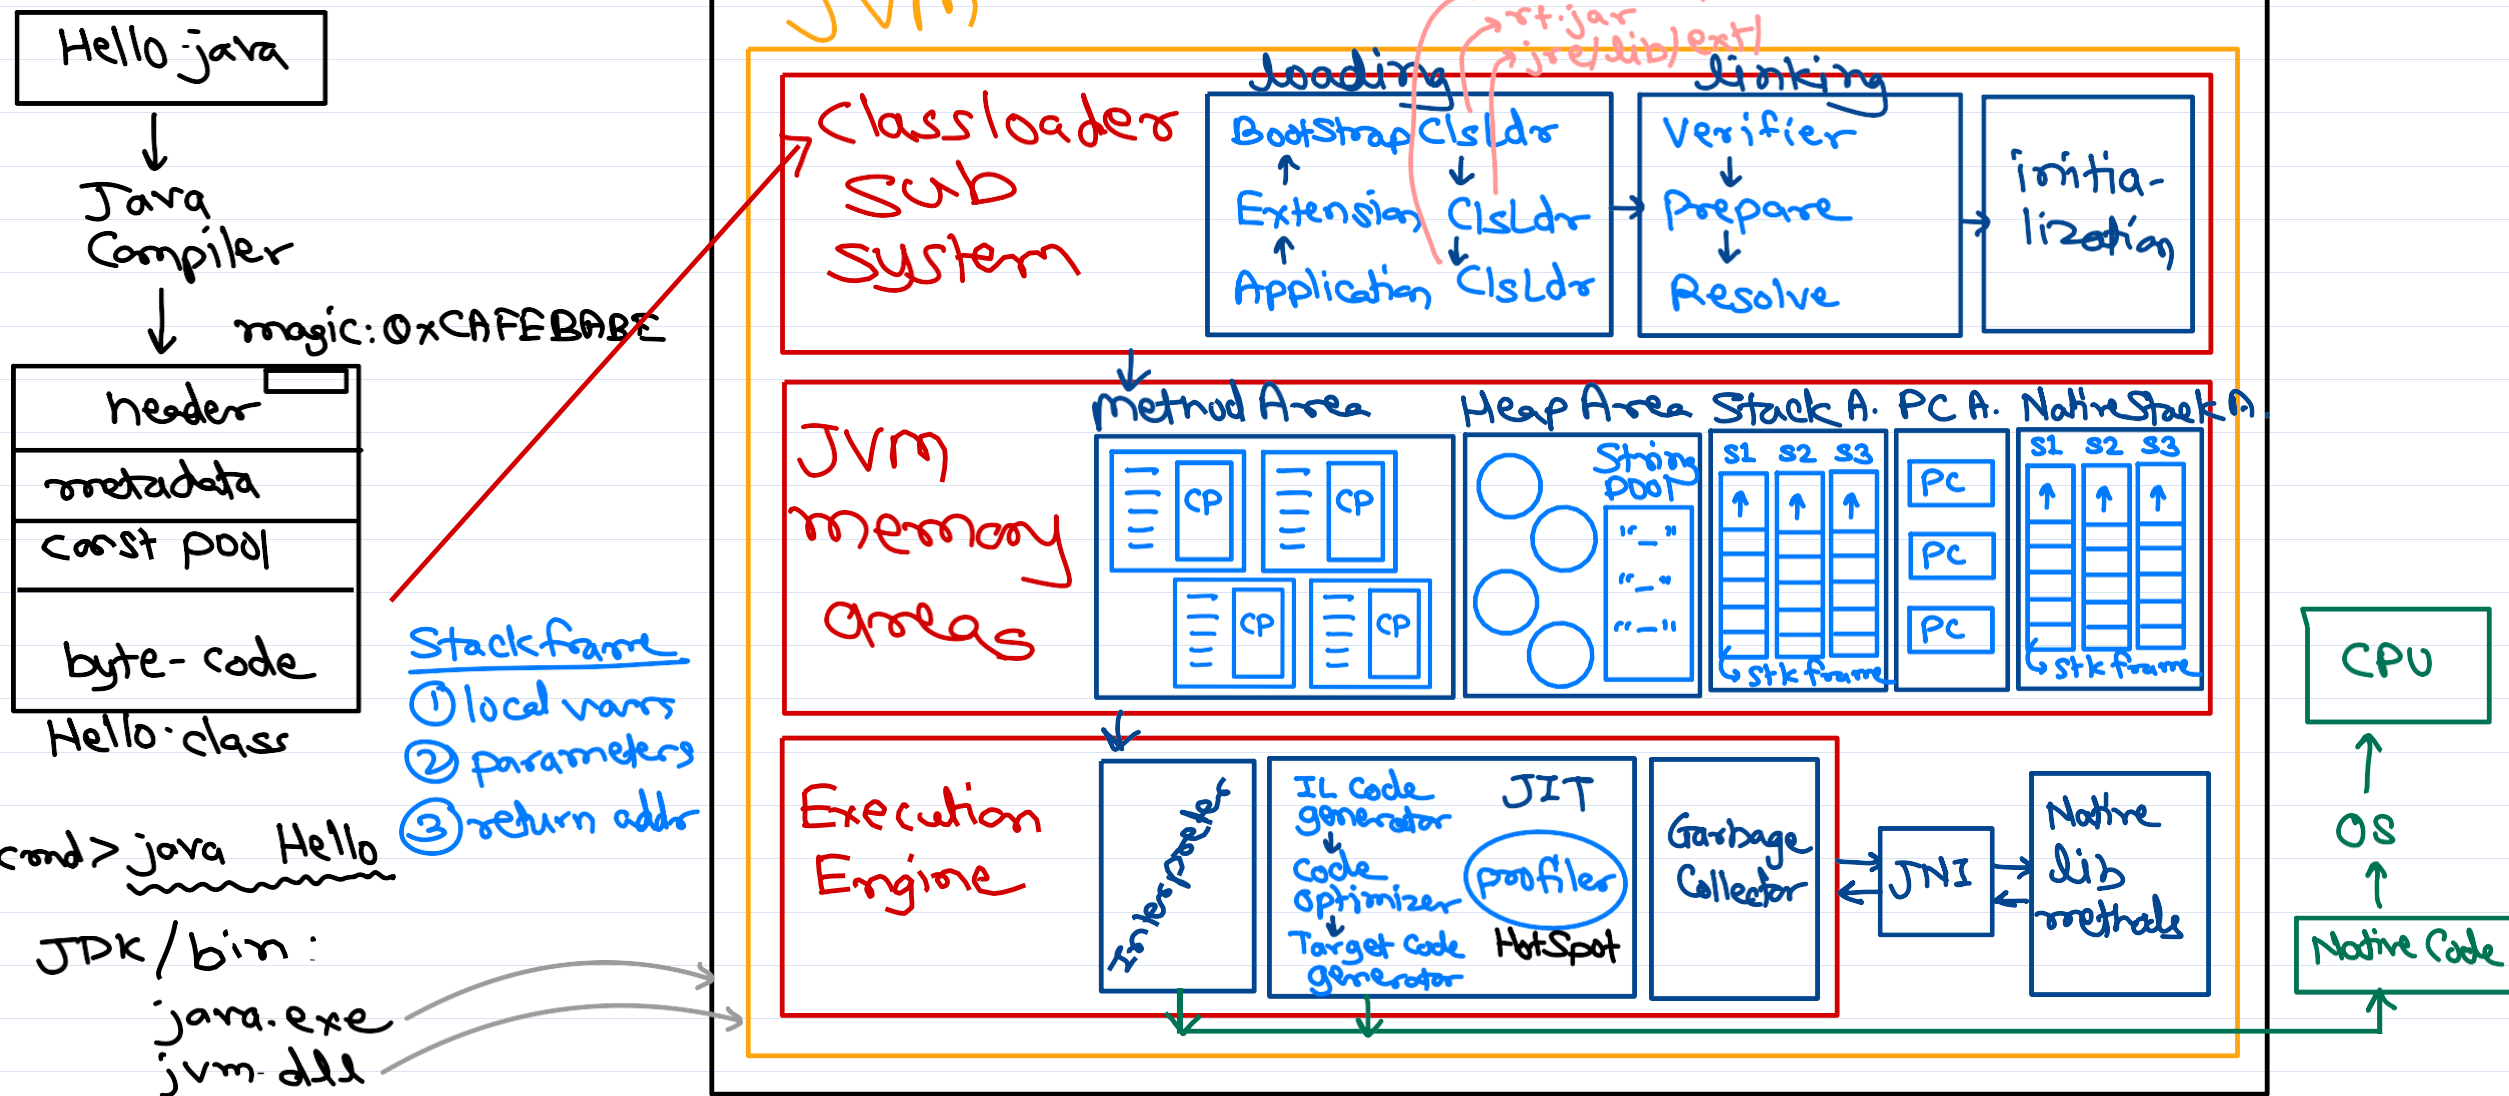 Hello.java
Java
Compiler
magic: 0xCAFEBABE
header
metadata
const pool
byte-code
Hello.class
Stackframe
① local vars
② parameters
③ return addr
cmd> java Hello
JDK/bin:
java.exe
jvm.dll
JVM
rt.jar
jre/lib/ext/
Classloader
sub
system
loading
Bootstrap ClsLdr
Extension ClsLdr
Application ClsLdr
linking
Verifier
Prepare
Resolve
initia-
lization
JVM
memory
areas
Method Area
CP
CP
CP
CP
Heap Area
String
pool
"_"
"_"
"_"
Stack A.
S1 S2 S3
stk frame
PC A.
PC
PC
PC
Native Stack A.
S1 S2 S3
stk frame
Execution
Engine
Interpreter
JIT
IL Code
generator
Code
optimizer
Target code
generator
profiler
HotSpot
Garbage
Collector
JNI
Native
lib
methods
CPU
OS
Native Code